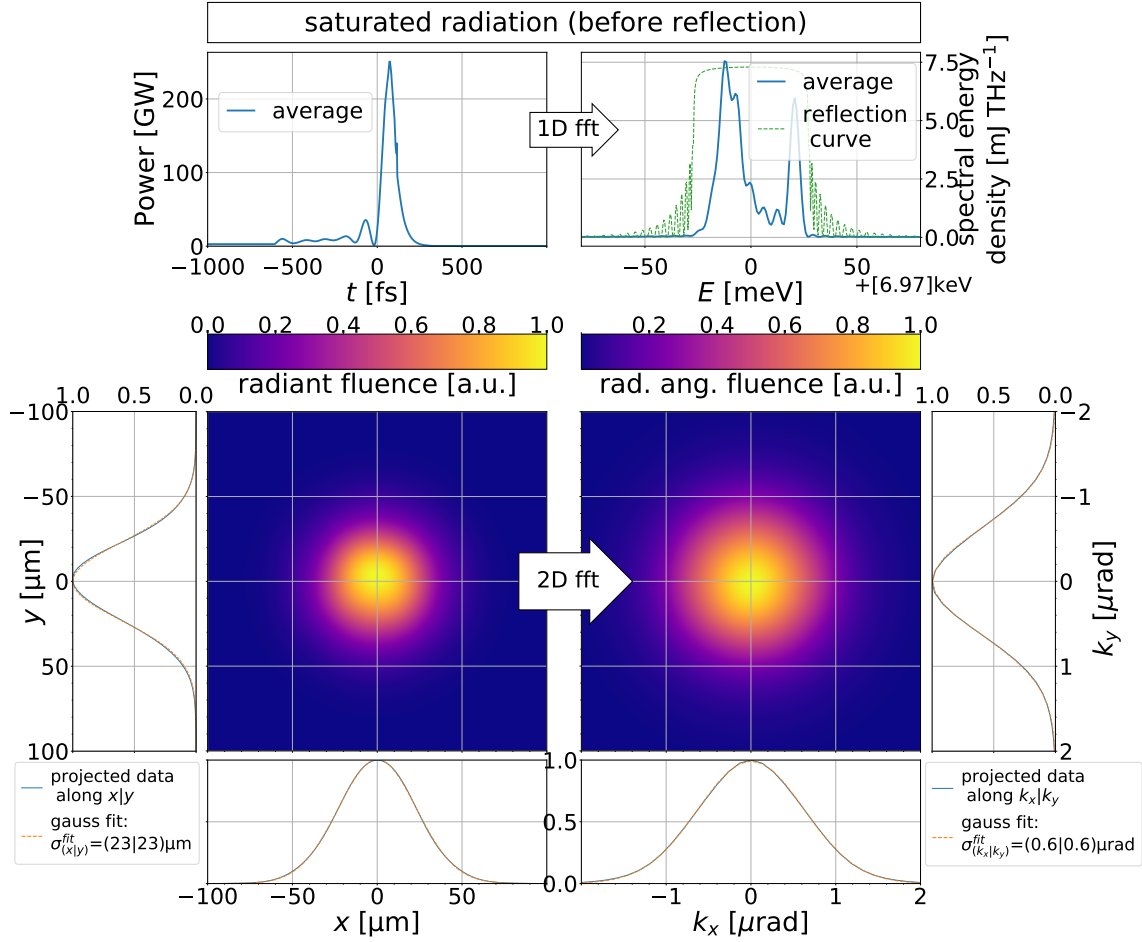 saturated radiation (before reflection)
Power [GW]
200
100
0
average
−1000
−500
0
500
t [fs]
1D fft
average
reflection
curve
7.5
5.0
2.5
0.0
spectral energy
density [mJ THz⁻¹]
−50
0
50
E [meV]
+[6.97]keV
0.0 0.2 0.4 0.6 0.8 1.0
radiant fluence [a.u.]
0.2 0.4 0.6 0.8 1.0
rad. ang. fluence [a.u.]
1.0 0.5 0.0
−100
−50
0
50
100
y [µm]
2D fft
1.0 0.5 0.0
−2
−1
0
1
2
k_y [µrad]
projected data
along x|y
gauss fit:
σ^{fit}_{(x|y)}=(23|23)µm
−100 −50 0 50
x [µm]
1.0
0.5
0.0
−1 0 1 2
k_x [µrad]
projected data
along k_x|k_y
gauss fit:
σ^{fit}_{(k_x|k_y)}=(0.6|0.6)µrad